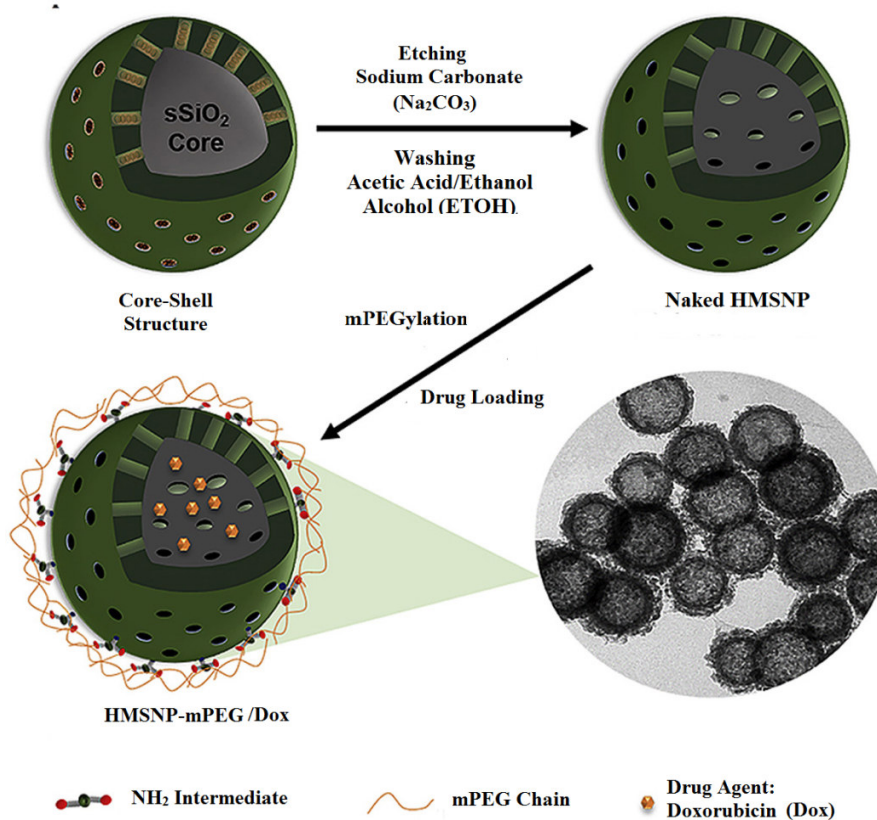 Etching
Sodium Carbonate
(Na₂CO₃)
sSiO₂
Core
Washing
Acetic Acid/Ethanol
Alcohol (ETOH)
Core-Shell
Structure
Naked HMSNP
mPEGylation
Drug Loading
HMSNP-mPEG /Dox
NH₂ Intermediate
mPEG Chain
Drug Agent:
Doxorubicin (Dox)